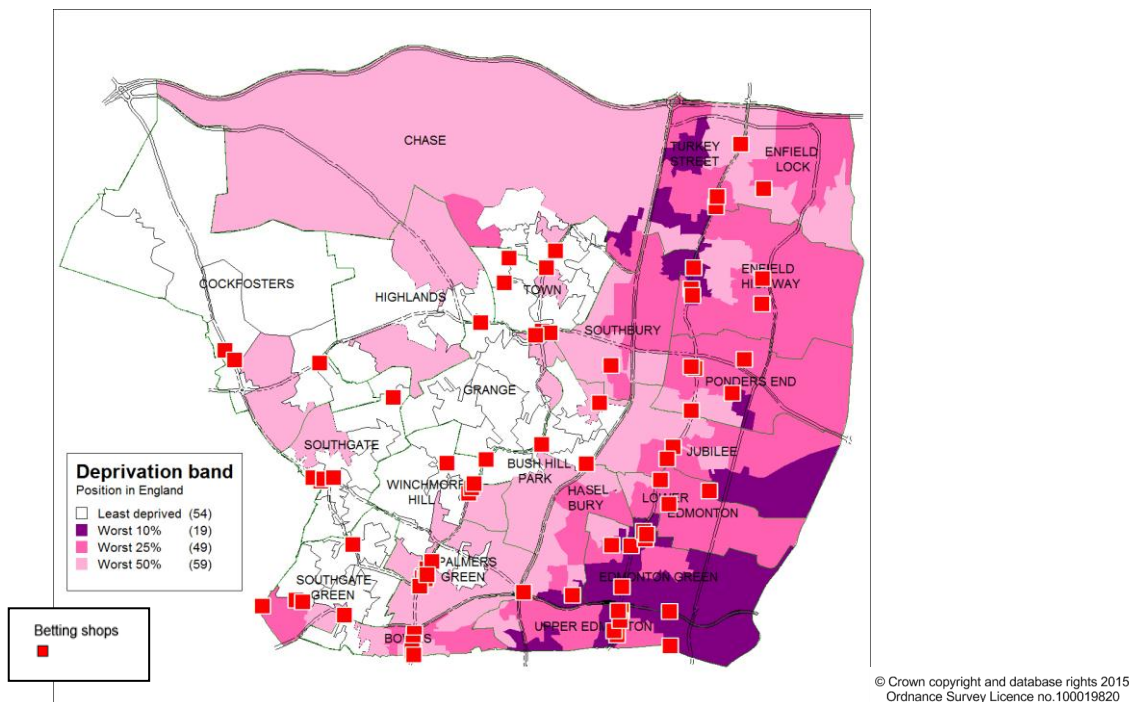 CHASE
TURKEY
STREET
ENFIELD
LOCK
COCKFOSTERS
HIGHLANDS
TOWN
ENFIELD
HIGHWAY
SOUTHBURY
GRANGE
PONDERS END
SOUTHGATE
JUBILEE
BUSH HILL
PARK
WINCHMORE
HILL
HASEL
BURY
LOWER
EDMONTON
PALMERS
GREEN
EDMONTON GREEN
SOUTHGATE
GREEN
UPPER EDMONTON
BOWES
Deprivation band
Position in England
Least deprived (54)
Worst 10% (19)
Worst 25% (49)
Worst 50% (59)
Betting shops
© Crown copyright and database rights 2015
Ordnance Survey Licence no.100019820